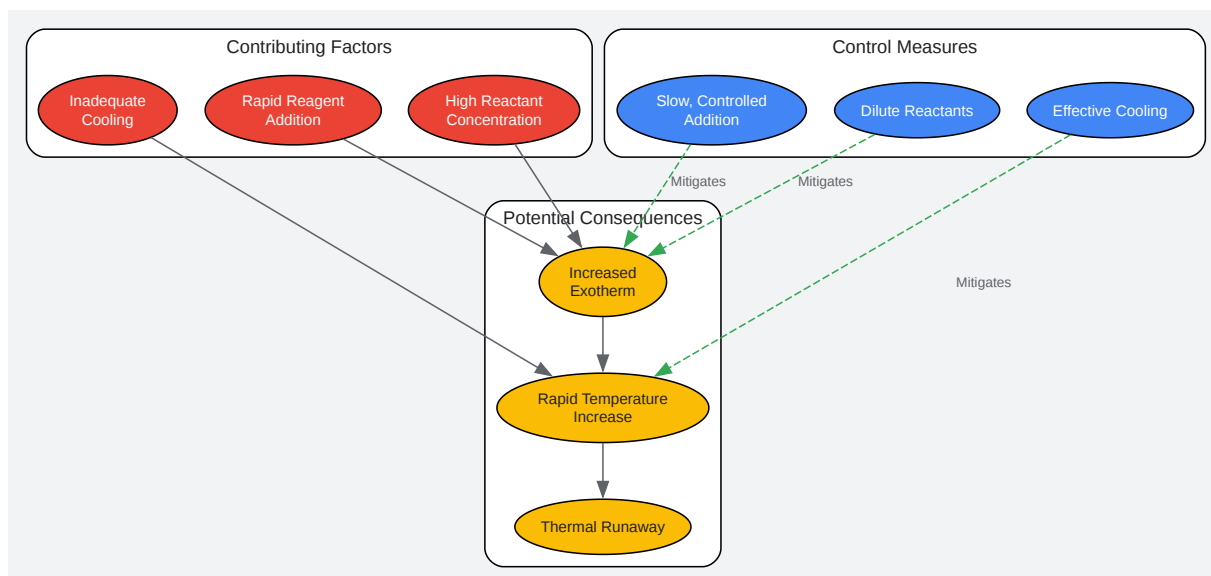 Contributing Factors
Control Measures
Inadequate
Cooling
Rapid Reagent
Addition
High Reactant
Concentration
Slow, Controlled
Addition
Dilute Reactants
Effective Cooling
Mitigates
Mitigates
Potential Consequences
Increased
Exotherm
Mitigates
Rapid Temperature
Increase
Thermal Runaway